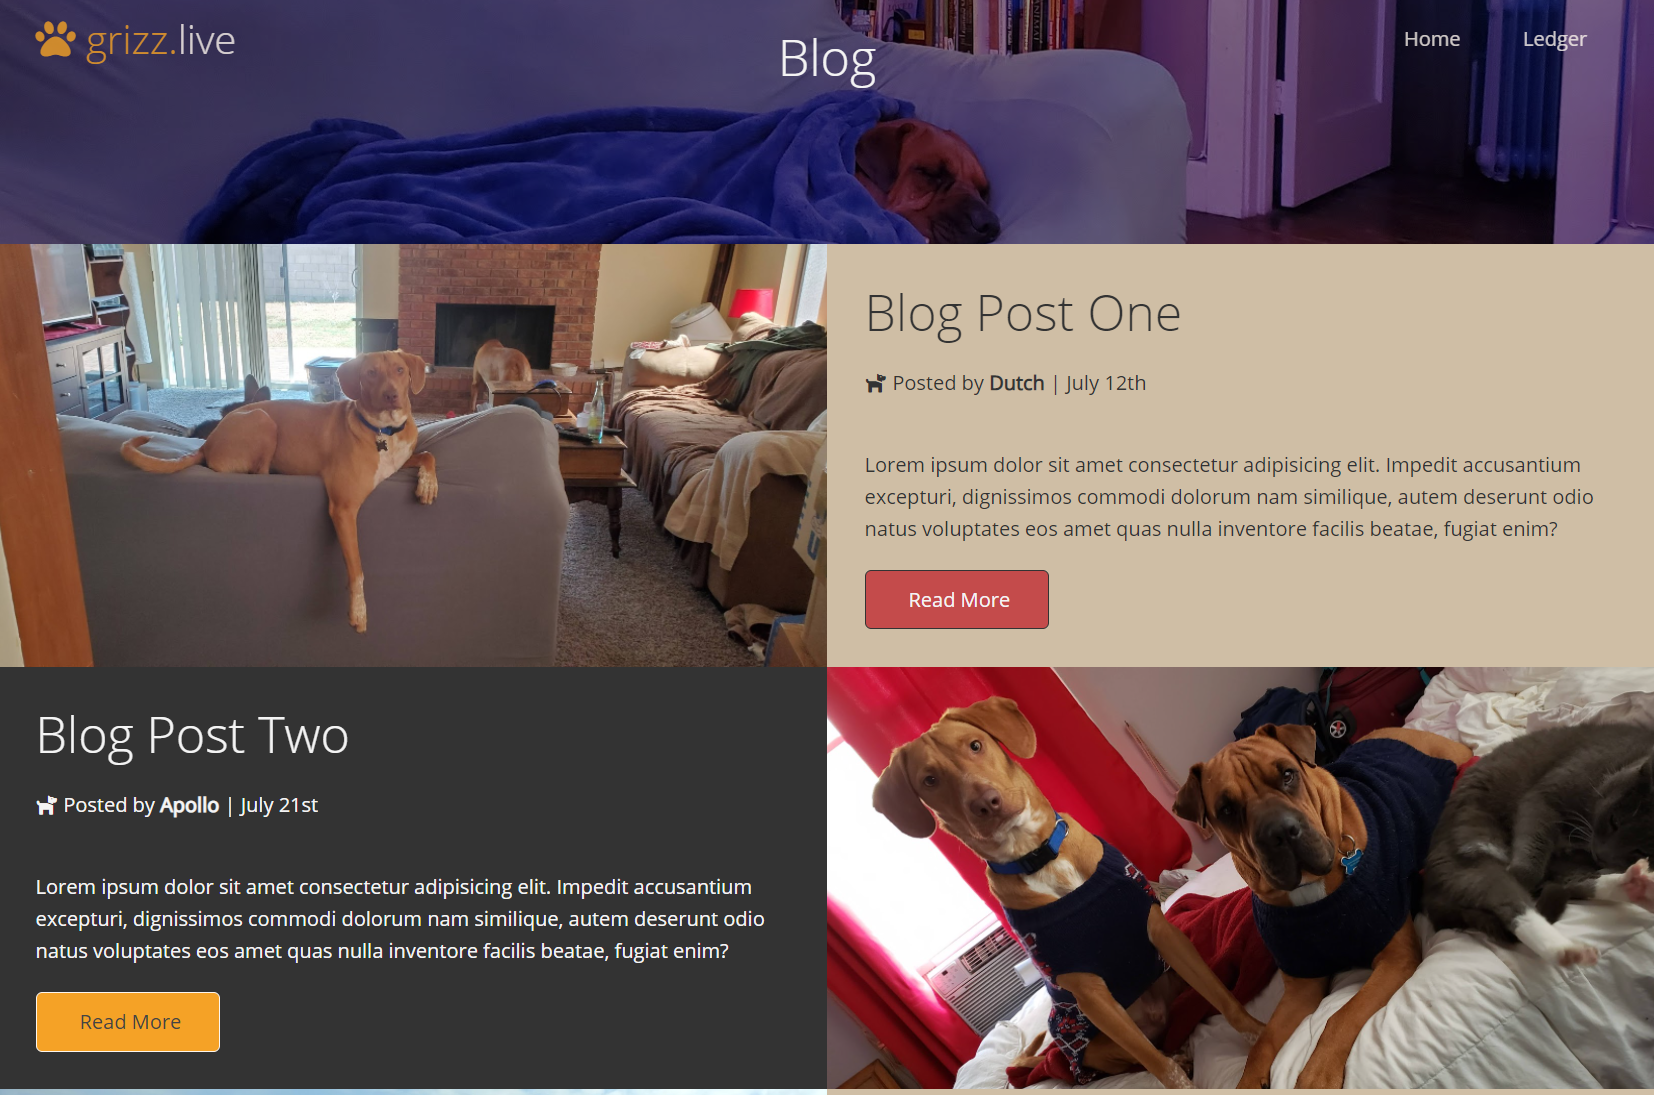 grizz.live
Blog
Home
Ledger
Blog Post One
Posted by Dutch | July 12th
Lorem ipsum dolor sit amet consectetur adipisicing elit. Impedit accusantium
excepturi, dignissimos commodi dolorum nam similique, autem deserunt odio
natus voluptates eos amet quas nulla inventore facilis beatae, fugiat enim?
Read More
Blog Post Two
Posted by Apollo | July 21st
Lorem ipsum dolor sit amet consectetur adipisicing elit. Impedit accusantium
excepturi, dignissimos commodi dolorum nam similique, autem deserunt odio
natus voluptates eos amet quas nulla inventore facilis beatae, fugiat enim?
Read More